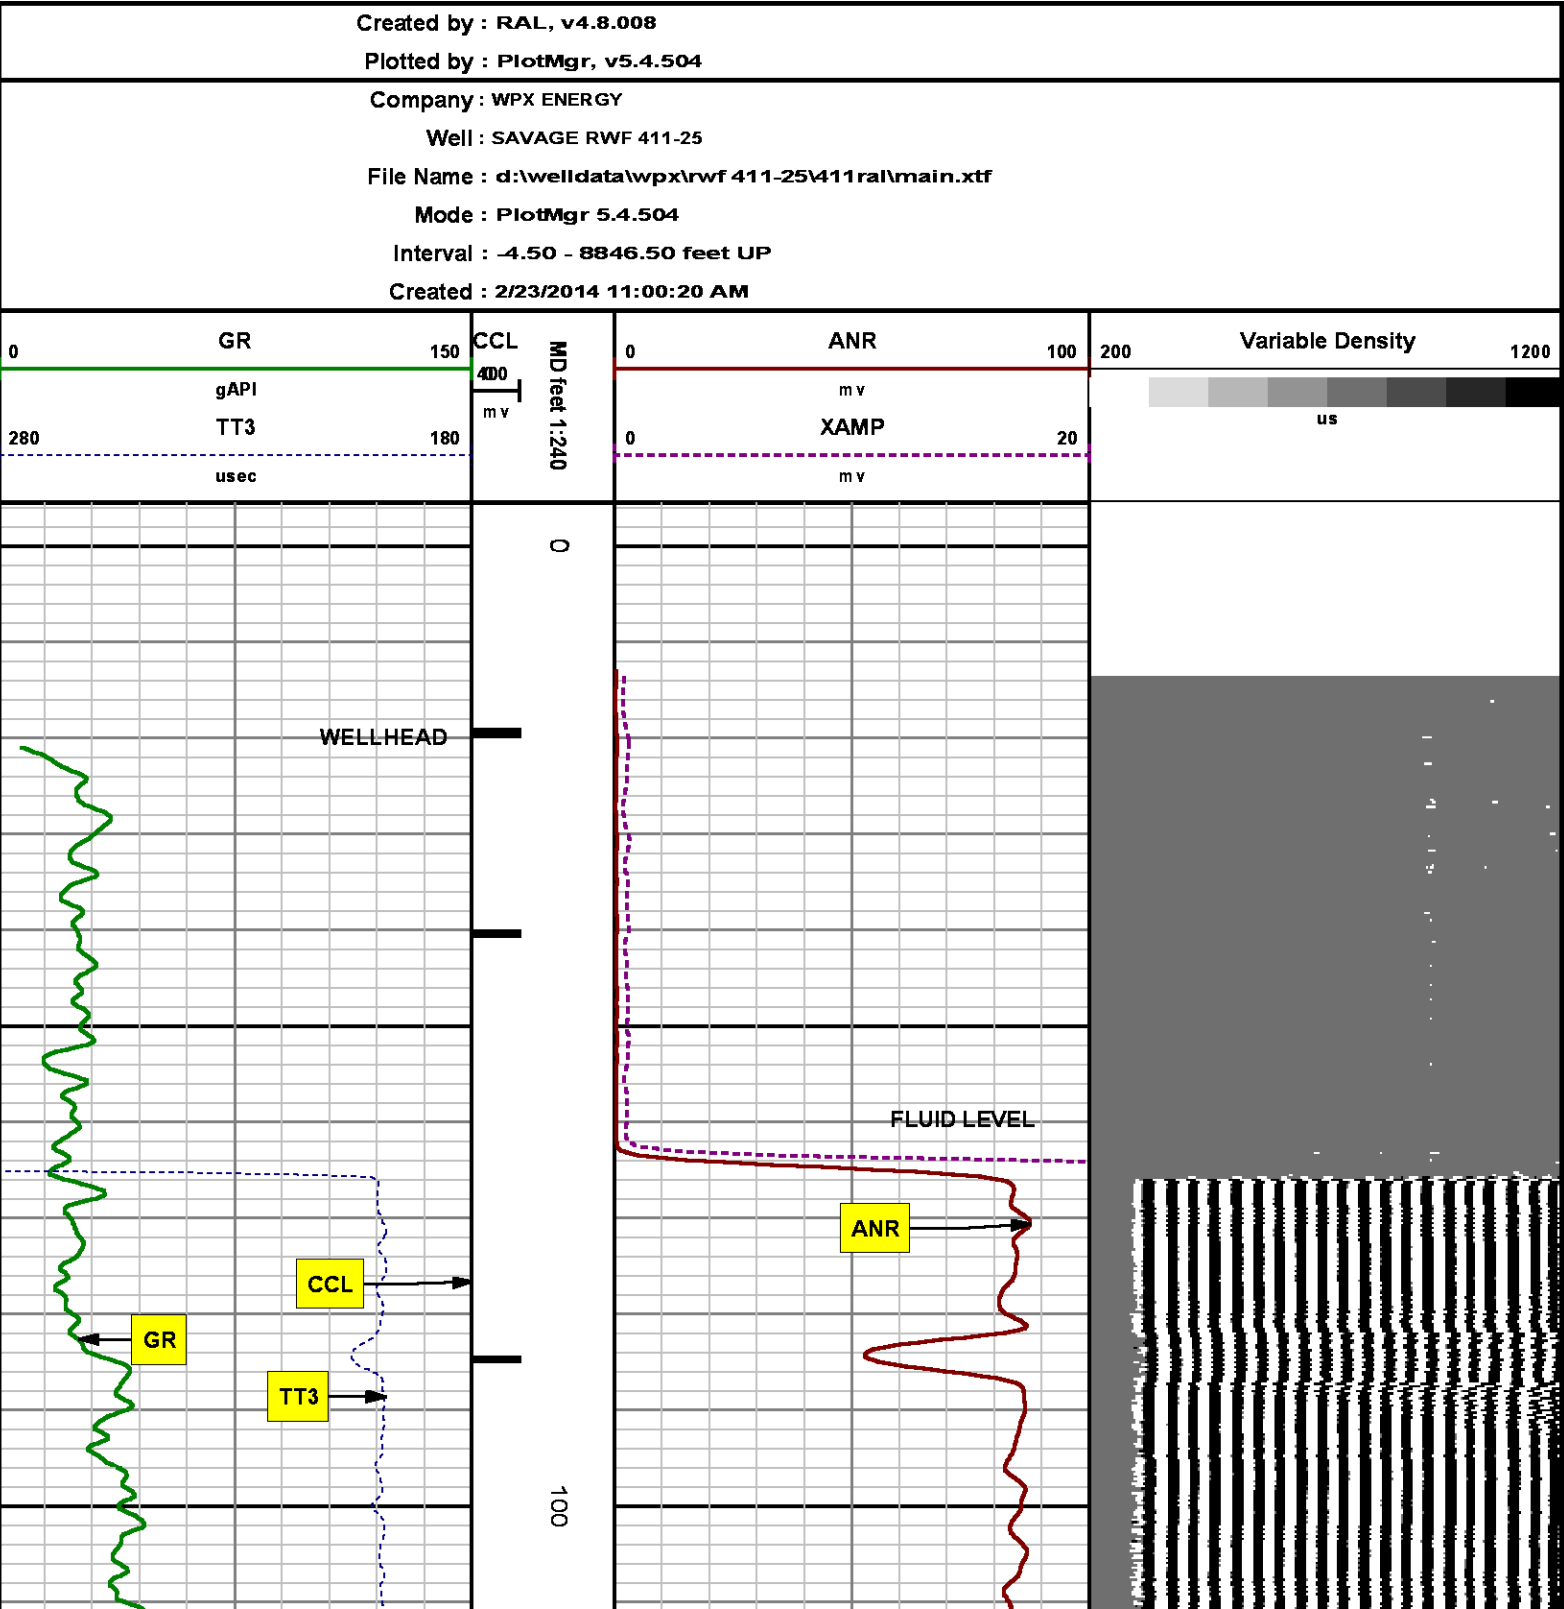 Created by : RAL, v4.8.008
Plotted by : PlotMgr, v5.4.504
Company : WPX ENERGY
Well : SAVAGE RWF 411-25
File Name : d:\welldata\wpx\rwf 411-25\411ral\main.xtf
Mode : PlotMgr 5.4.504
Interval : -4.50 - 8846.50 feet UP
Created : 2/23/2014 11:00:20 AM
0 GR 150
gAPI
280 TT3 180
usec
CCL
mv
MD feet 1:240
0 ANR 100
mv
0 XAMP 20
mv
200 Variable Density 1200
us
0
WELLHEAD
FLUID LEVEL
ANR
CCL
GR
TT3
100